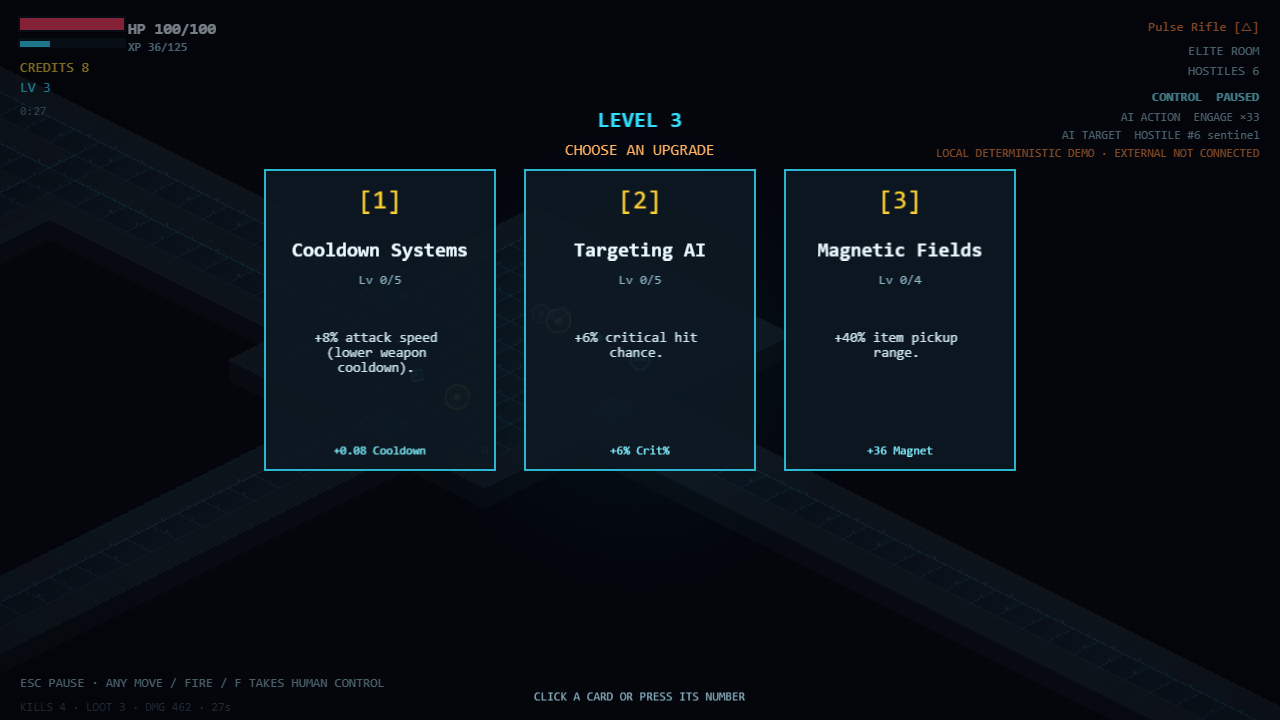 HP 100/100
XP 36/125
CREDITS 8
LV 3
0:27
Pulse Rifle [△]
ELITE ROOM
HOSTILES 6
CONTROL PAUSED
AI ACTION ENGAGE ×33
AI TARGET HOSTILE #6 sentinel
LOCAL DETERMINISTIC DEMO · EXTERNAL NOT CONNECTED
LEVEL 3
CHOOSE AN UPGRADE
[1]
Cooldown Systems
Lv 0/5
+8% attack speed
(lower weapon
cooldown).
+0.08 Cooldown
[2]
Targeting AI
Lv 0/5
+6% critical hit
chance.
+6% Crit%
[3]
Magnetic Fields
Lv 0/4
+40% item pickup
range.
+36 Magnet
ESC PAUSE · ANY MOVE / FIRE / F TAKES HUMAN CONTROL
KILLS 4 · LOOT 3 · DMG 462 · 27s
CLICK A CARD OR PRESS ITS NUMBER